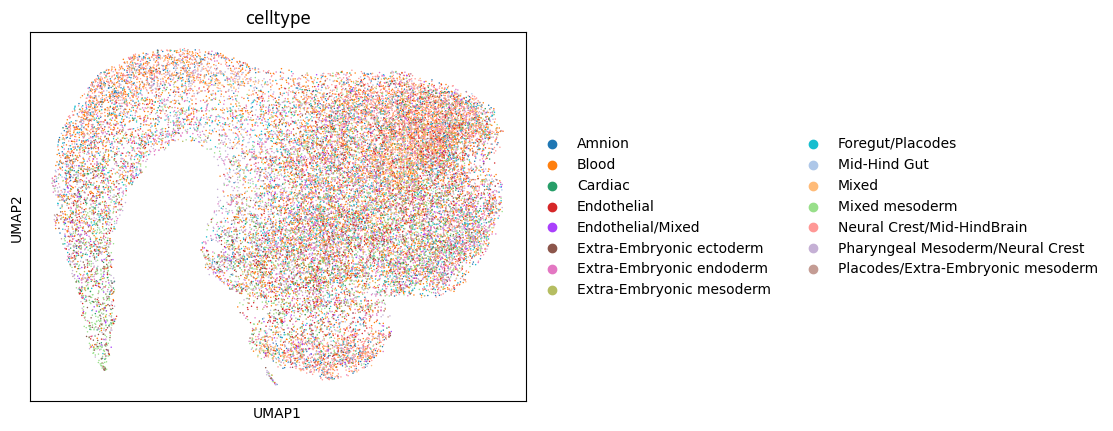 celltype
UMAP2
UMAP1
Amnion
Blood
Cardiac
Endothelial
Endothelial/Mixed
Extra-Embryonic ectoderm
Extra-Embryonic endoderm
Extra-Embryonic mesoderm
Foregut/Placodes
Mid-Hind Gut
Mixed
Mixed mesoderm
Neural Crest/Mid-HindBrain
Pharyngeal Mesoderm/Neural Crest
Placodes/Extra-Embryonic mesoderm